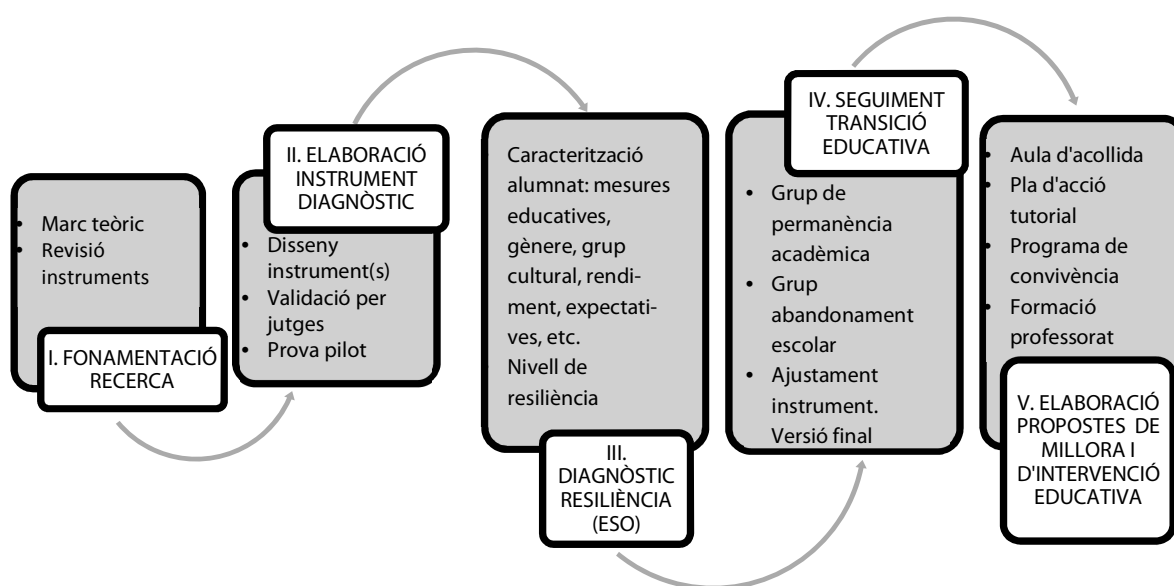 • Marc teòric
• Revisió
instruments
I. FONAMENTACIÓ
RECERCA
II. ELABORACIÓ
INSTRUMENT
DIAGNÒSTIC
• Disseny
instrument(s)
• Validació per
jutges
• Prova pilot
Caracterització
alumnat: mesures
educatives,
gènere, grup
cultural, rendi-
ment, expectati-
ves, etc.
Nivell de
resiliència
III.
DIAGNÒSTIC
RESILIÈNCIA
(ESO)
IV. SEGUIMENT
TRANSICIÓ
EDUCATIVA
• Grup de
permanència
acadèmica
• Grup
abandonament
escolar
• Ajustament
instrument.
Versió final
• Aula d'acollida
• Pla d'acció
tutorial
• Programa de
convivència
• Formació
professorat
V. ELABORACIÓ
PROPOSTES DE
MILLORA I
D'INTERVENCIÓ
EDUCATIVA